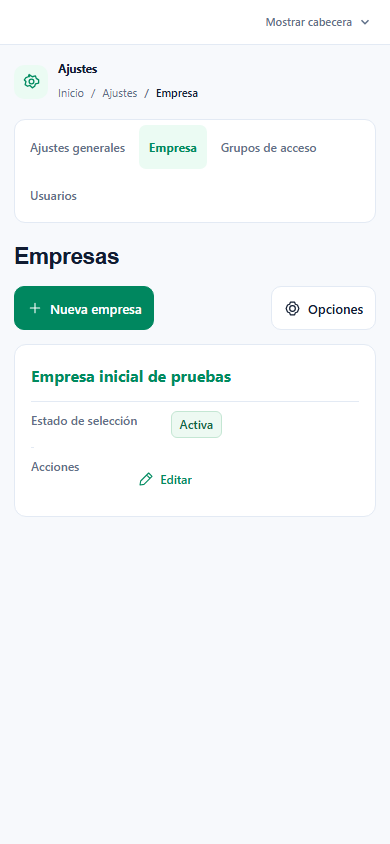 Mostrar cabecera
Ajustes
Inicio / Ajustes / Empresa
Ajustes generales Empresa Grupos de acceso
Usuarios
Empresas
Nueva empresa Opciones
Empresa inicial de pruebas
Estado de selección Activa
Acciones
Editar